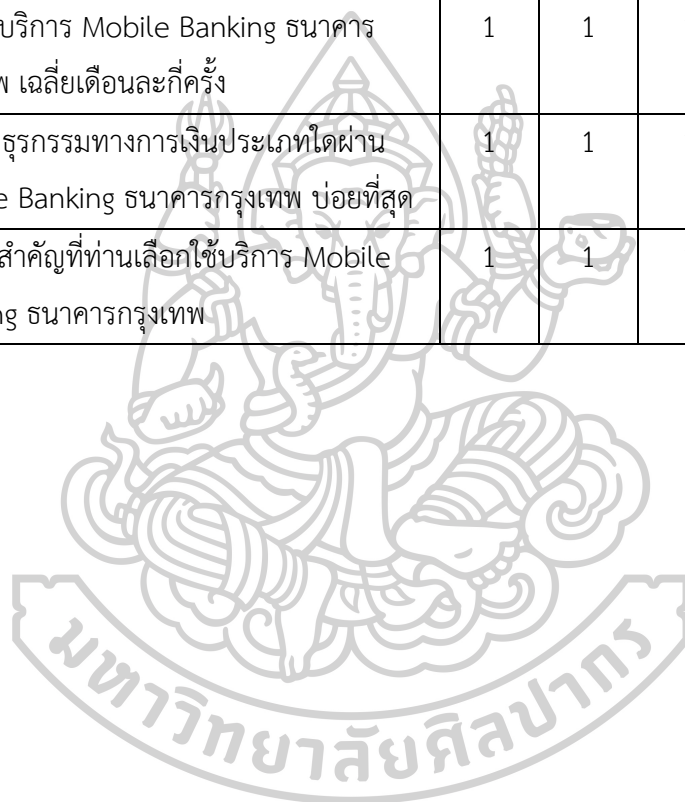 บริการ Mobile Banking ธนาคาร 1 1
พ เฉลี่ยเดือนละกี่ครั้ง
ธุรกรรมทางการเงินประเภทใดผ่าน 1 1
e Banking ธนาคารกรุงเทพ บ่อยที่สุด
สำคัญที่ท่านเลือกใช้บริการ Mobile 1 1
ng ธนาคารกรุงเทพ
มหาวิทยาลัยศิลปากร